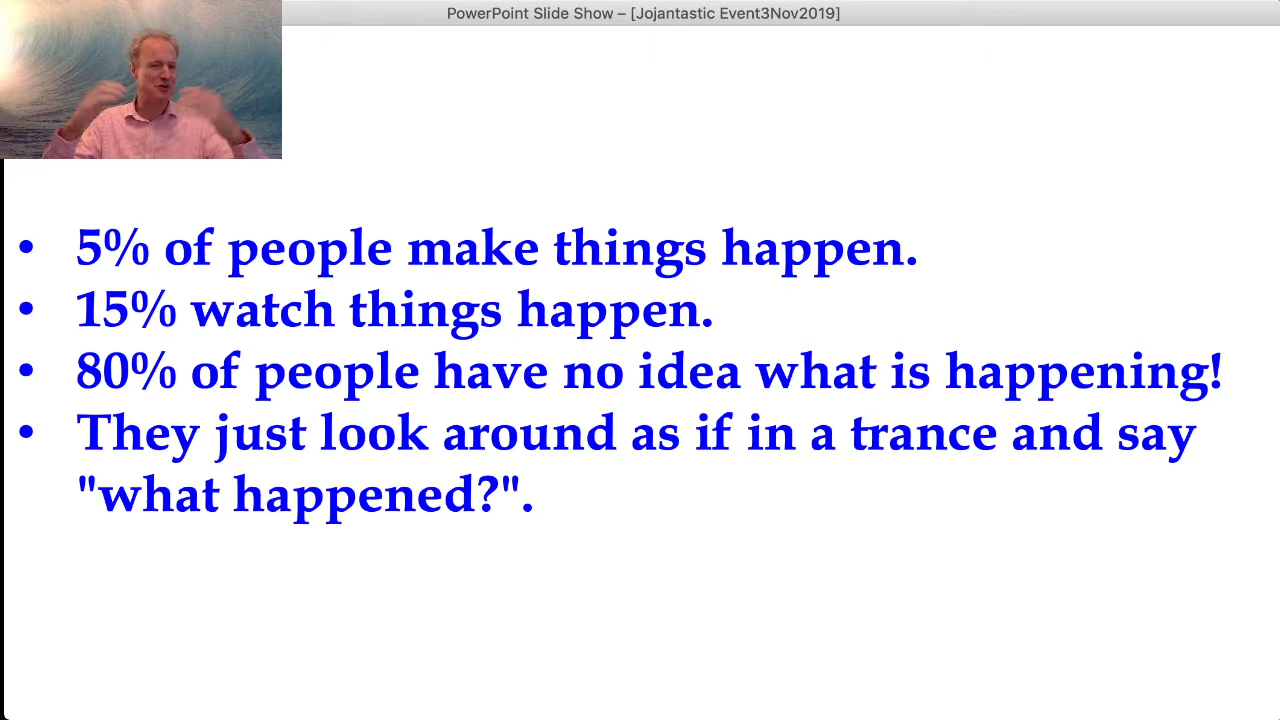 PowerPoint Slide Show – [Jojantastic Event3Nov2019]
• 5% of people make things happen.
• 15% watch things happen.
• 80% of people have no idea what is happening!
• They just look around as if in a trance and say
"what happened?".